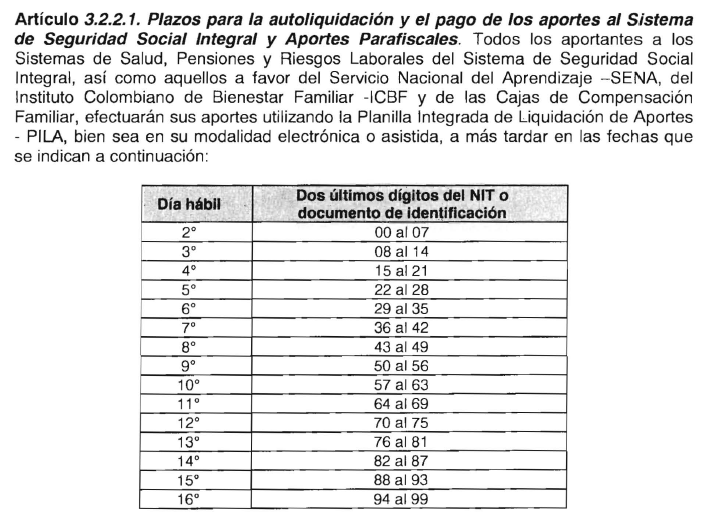 Artículo 3.2.2.1. Plazos para la autoliquidación y el pago de los aportes al Sistema
de Seguridad Social Integral y Aportes Parafiscales. Todos los aportantes a los
Sistemas de Salud, Pensiones y Riesgos Laborales del Sistema de Seguridad Social
Integral, así como aquellos a favor del Servicio Nacional del Aprendizaje –SENA, del
Instituto Colombiano de Bienestar Familiar -ICBF y de las Cajas de Compensación
Familiar, efectuarán sus aportes utilizando la Planilla Integrada de Liquidación de Aportes
- PILA, bien sea en su modalidad electrónica o asistida, a más tardar en las fechas que
se indican a continuación:
Día hábil Dos últimos dígitos del NIT o
documento de identificación
2° 00 al 07
3° 08 al 14
4° 15 al 21
5° 22 al 28
6° 29 al 35
7° 36 al 42
8° 43 al 49
9° 50 al 56
10° 57 al 63
11° 64 al 69
12° 70 al 75
13° 76 al 81
14° 82 al 87
15° 88 al 93
16° 94 al 99